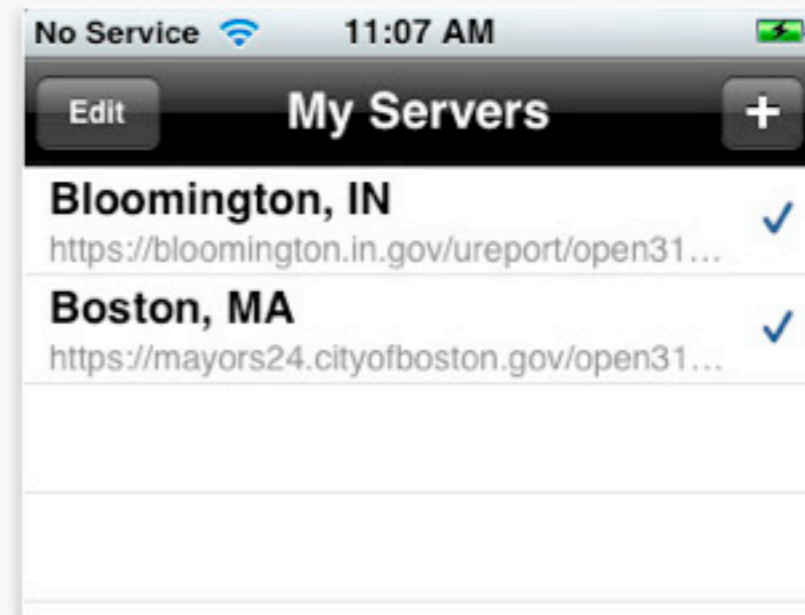 No Service 11:07 AM
Edit My Servers +
Bloomington, IN
https://bloomington.in.gov/ureport/open31...
Boston, MA
https://mayors24.cityofboston.gov/open31...